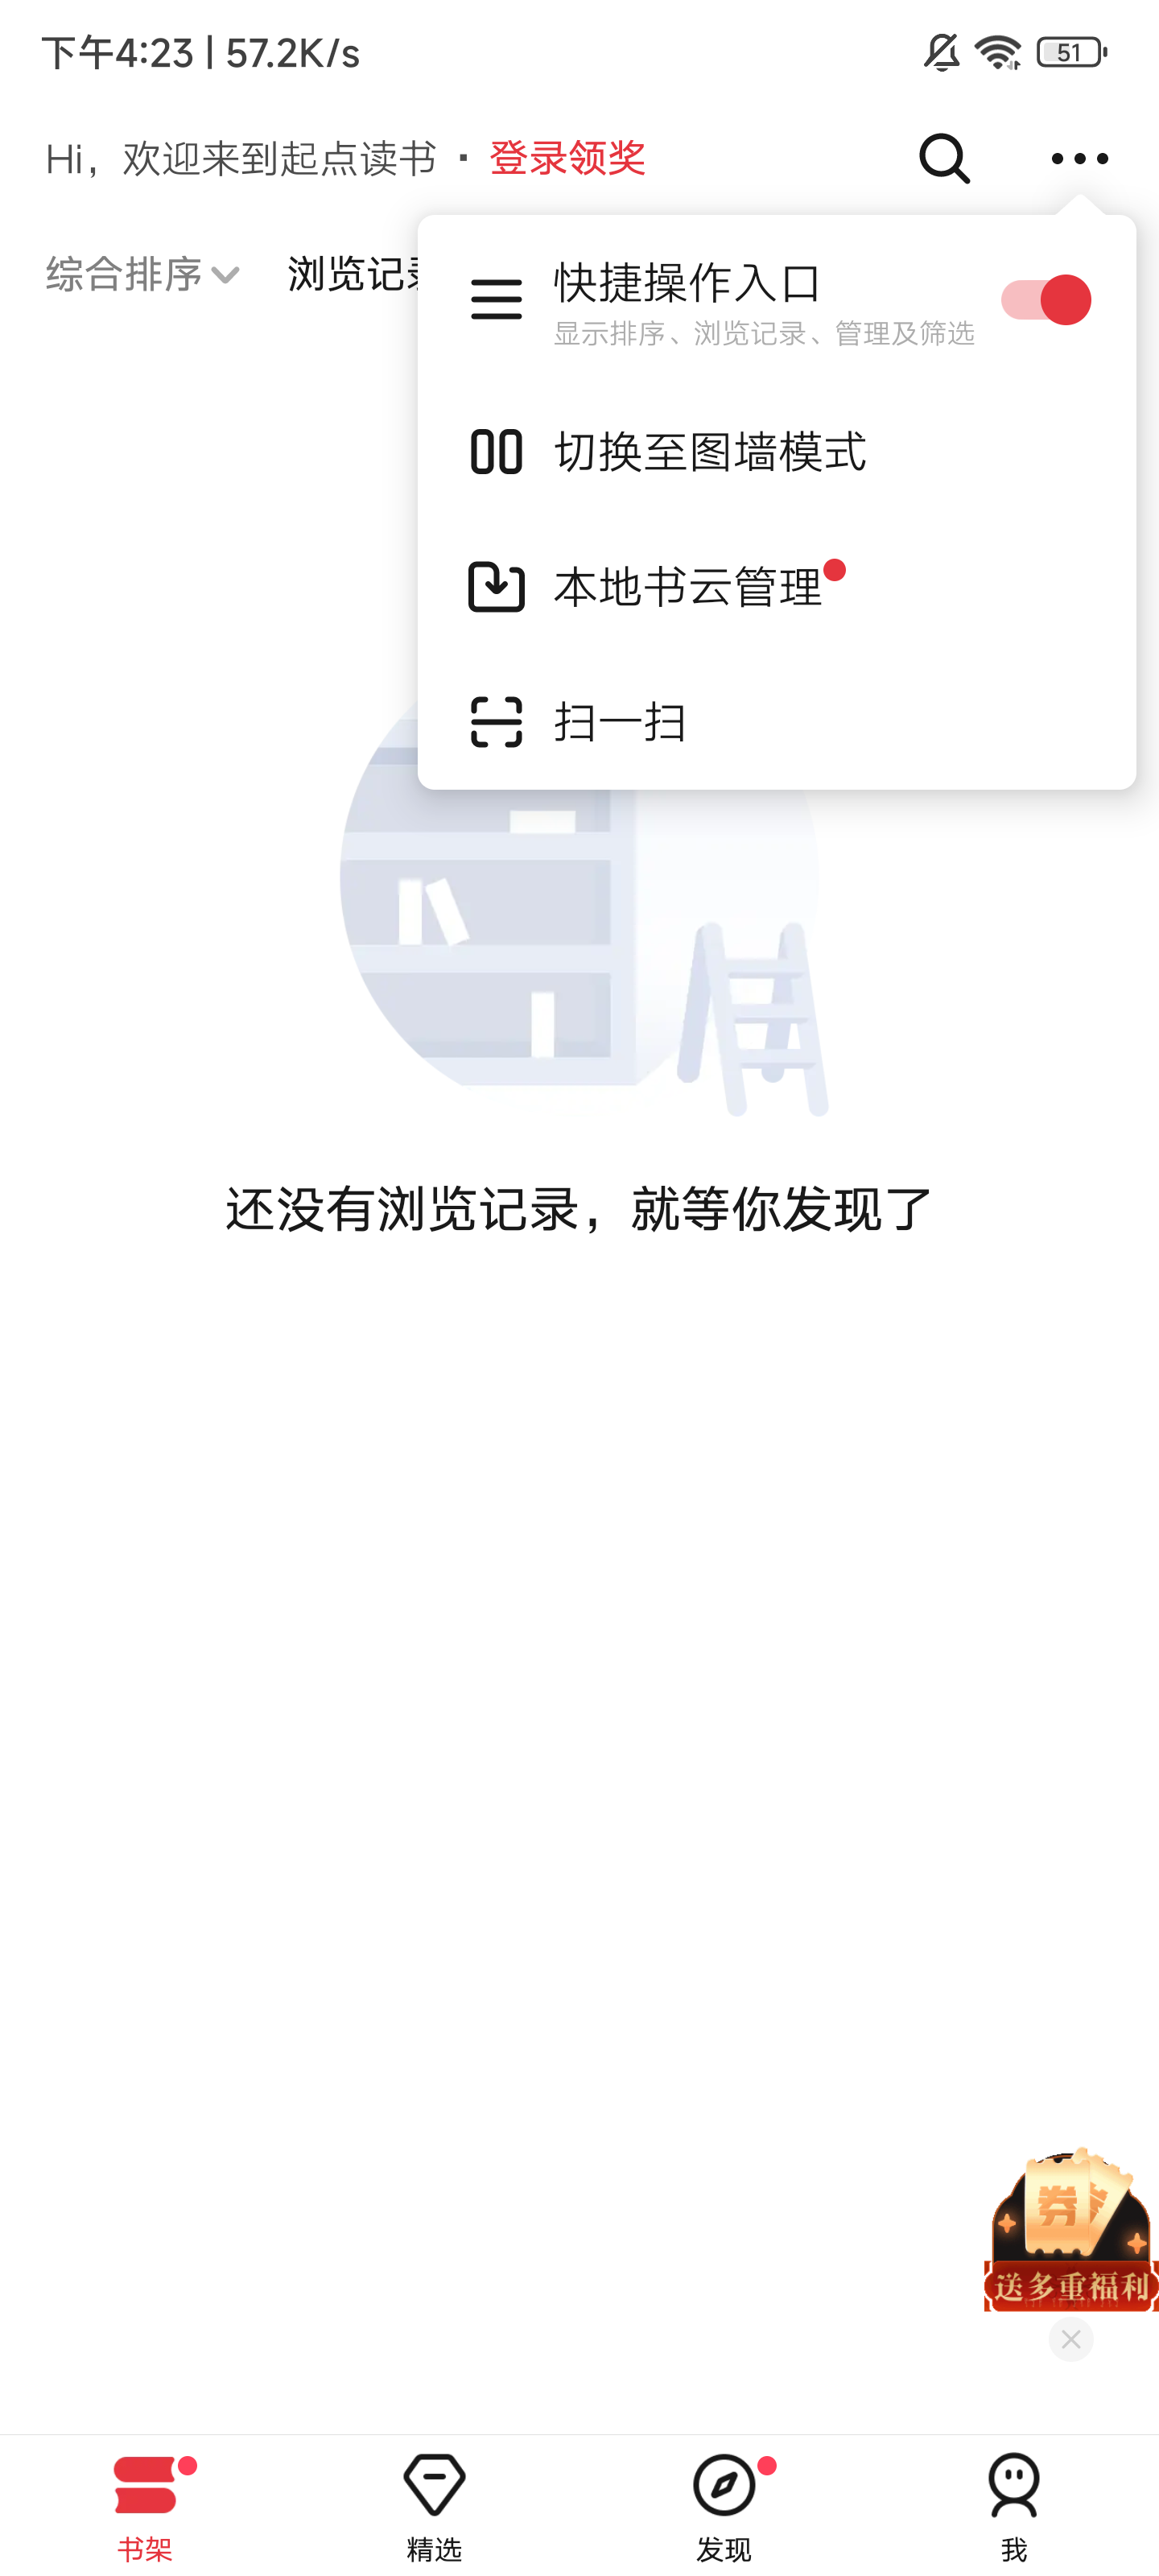 下午4:23 | 57.2K/s
51
Hi，欢迎来到起点读书 · 登录领奖
综合排序 浏览记
快捷操作入口
显示排序、浏览记录、管理及筛选
切换至图墙模式
本地书云管理
扫一扫
还没有浏览记录，就等你发现了
券
送多重福利
书架 精选 发现 我